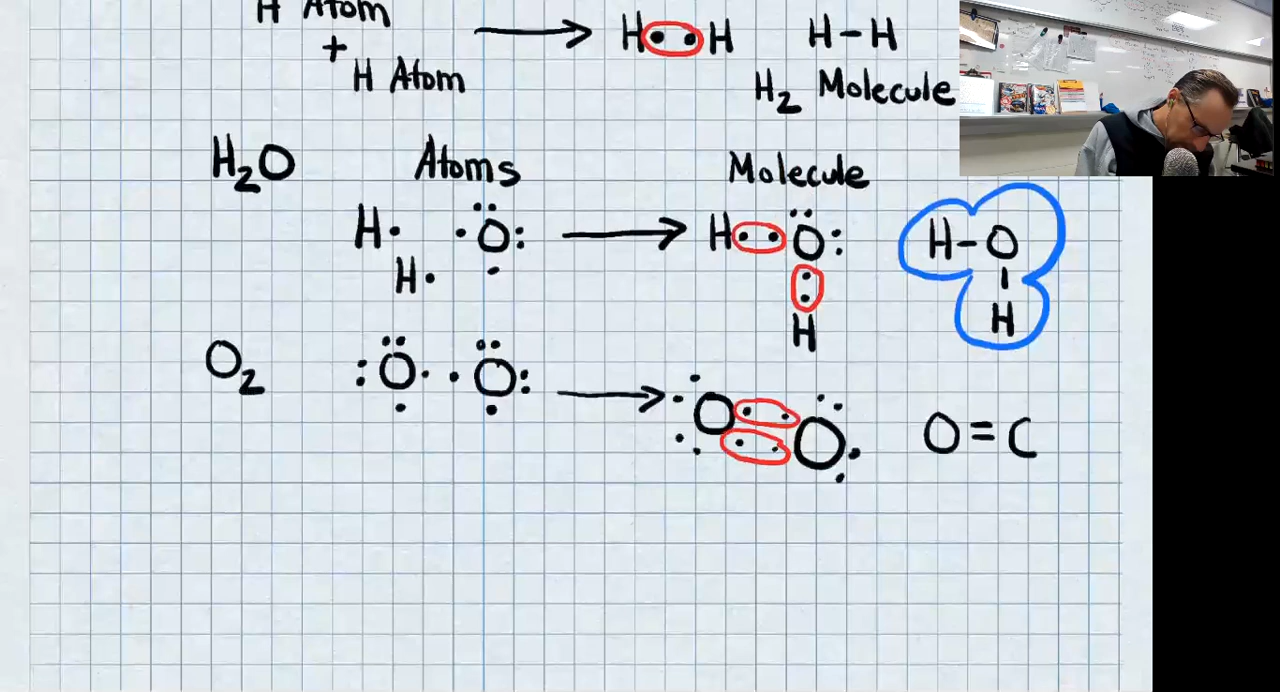 H Atom
+
H Atom → H••H H-H
H₂ Molecule
H₂O Atoms Molecule
H· ·Ö: → H··Ö: H-O
H· :
H H
O₂ :Ö· ·Ö: → O::O O=C